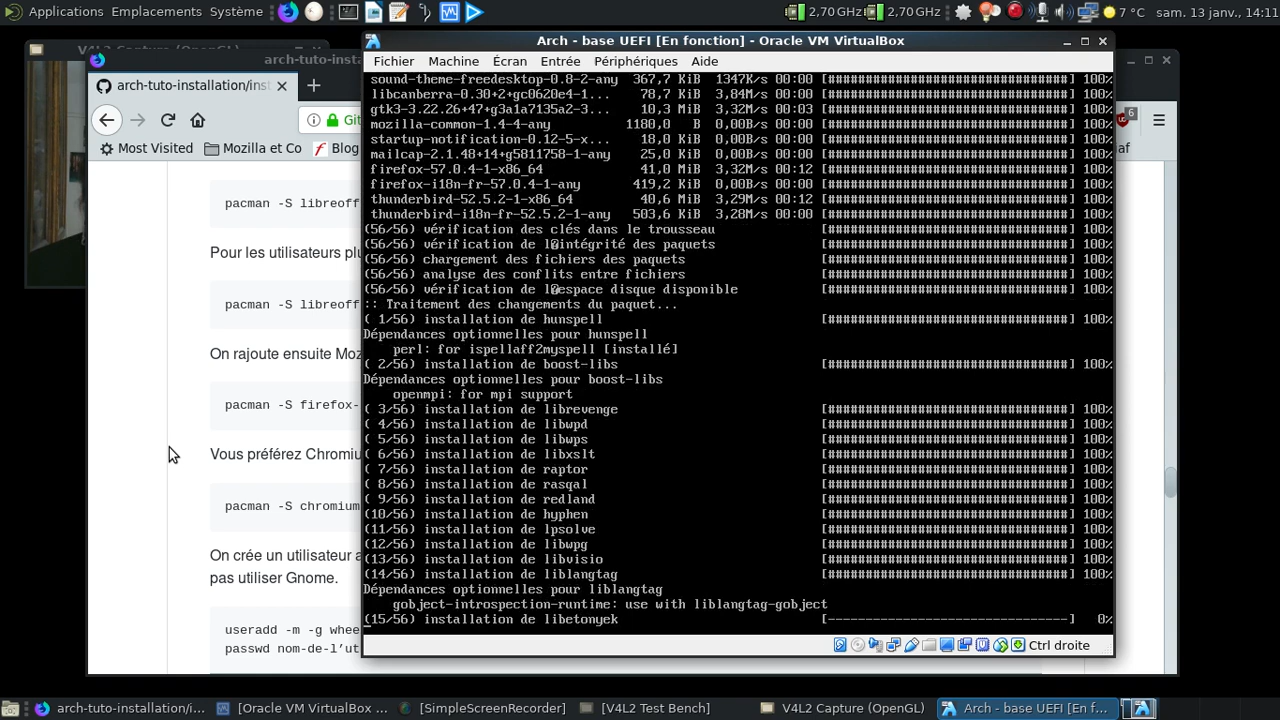 Applications Emplacements Système
2,70 GHz 2,70 GHz 7 °C sam. 13 janv., 14:11
V4L2 Capture (OpenGL)
arch-tuto-insta
Arch - base UEFI [En fonction] - Oracle VM VirtualBox
arch-tuto-installation/inst
Fichier Machine Écran Entrée Périphériques Aide
Git
6
Most Visited Mozilla et Co Blog
af
pacman -S libreoff
Pour les utilisateurs plu
pacman -S libreoff
On rajoute ensuite Moz
pacman -S firefox-
Vous préférez Chromiu
pacman -S chromium
On crée un utilisateur a
pas utiliser Gnome.
useradd -m -g whee
passwd nom-de-l’ut
sound-theme-freedesktop-0.8-2-any 367,7 KiB 1347K/s 00:00 [################################] 100%
libcanberra-0.30+2+gc0620e4-1... 78,7 KiB 3,84M/s 00:00 [################################] 100%
gtk3-3.22.26+47+g3a1a7135a2-3... 10,3 MiB 3,32M/s 00:03 [################################] 100%
mozilla-common-1.4-4-any 1180,0 B 0,00B/s 00:00 [################################] 100%
startup-notification-0.12-5-x... 18,0 KiB 0,00B/s 00:00 [################################] 100%
mailcap-2.1.48+14+g5811758-1-any 25,0 KiB 0,00B/s 00:00 [################################] 100%
firefox-57.0.4-1-x86_64 41,0 MiB 3,32M/s 00:12 [################################] 100%
firefox-i18n-fr-57.0.4-1-any 419,2 KiB 0,00B/s 00:00 [################################] 100%
thunderbird-52.5.2-1-x86_64 40,6 MiB 3,29M/s 00:12 [################################] 100%
thunderbird-i18n-fr-52.5.2-1-any 503,6 KiB 3,28M/s 00:00 [################################] 100%
(56/56) vérification des clés dans le trousseau [################################] 100%
(56/56) vérification de l@intégrité des paquets [################################] 100%
(56/56) chargement des fichiers des paquets [################################] 100%
(56/56) analyse des conflits entre fichiers [################################] 100%
(56/56) vérification de l@espace disque disponible [################################] 100%
:: Traitement des changements du paquet...
( 1/56) installation de hunspell [################################] 100%
Dépendances optionnelles pour hunspell
perl: for ispellaff2myspell [installé]
( 2/56) installation de boost-libs [################################] 100%
Dépendances optionnelles pour boost-libs
openmpi: for mpi support
( 3/56) installation de librevenge [################################] 100%
( 4/56) installation de libwpd [################################] 100%
( 5/56) installation de libwps [################################] 100%
( 6/56) installation de libxslt [################################] 100%
( 7/56) installation de raptor [################################] 100%
( 8/56) installation de rasqal [################################] 100%
( 9/56) installation de redland [################################] 100%
(10/56) installation de hyphen [################################] 100%
(11/56) installation de lpsolve [################################] 100%
(12/56) installation de libwpg [################################] 100%
(13/56) installation de libvisio [################################] 100%
(14/56) installation de liblangtag [################################] 100%
Dépendances optionnelles pour liblangtag
gobject-introspection-runtime: use with liblangtag-gobject
(15/56) installation de libetonyek [--------------------------------] 0%
Ctrl droite
arch-tuto-installation/i... [Oracle VM VirtualBox ... [SimpleScreenRecorder] [V4L2 Test Bench] V4L2 Capture (OpenGL) Arch - base UEFI [En f...